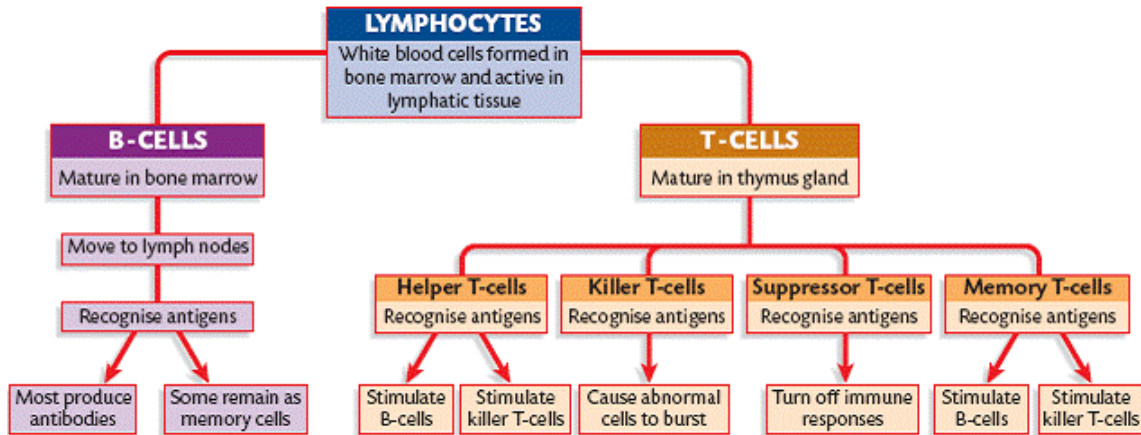 LYMPHOCYTES
White blood cells formed in
bone marrow and active in
lymphatic tissue
B-CELLS
Mature in bone marrow
Move to lymph nodes
Recognise antigens
Most produce
antibodies
Some remain as
memory cells
T-CELLS
Mature in thymus gland
Helper T-cells
Recognise antigens
Stimulate
B-cells
Stimulate
killer T-cells
Killer T-cells
Recognise antigens
Cause abnormal
cells to burst
Suppressor T-cells
Recognise antigens
Turn off immune
responses
Memory T-cells
Recognise antigens
Stimulate
B-cells
Stimulate
killer T-cells